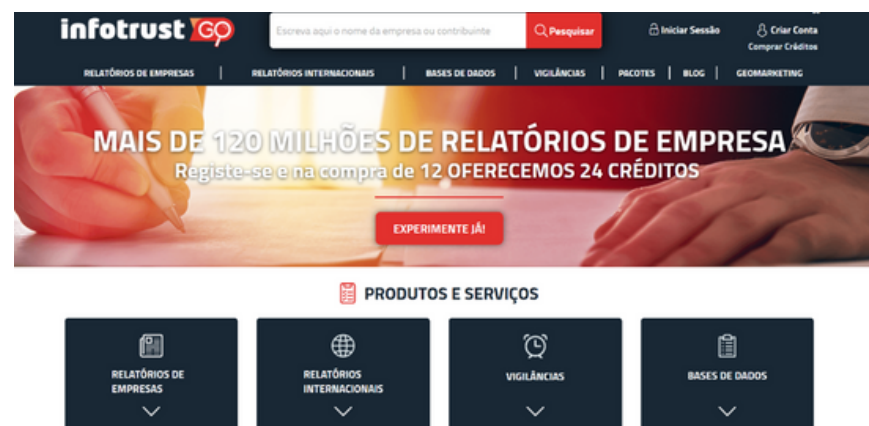 infotrust GO
Escreva aqui o nome da empresa ou contribuinte
Pesquisar
Iniciar Sessão
Criar Conta
Comprar Créditos
RELATÓRIOS DE EMPRESAS | RELATÓRIOS INTERNACIONAIS | BASES DE DADOS | VIGILÂNCIAS | PACOTES | BLOG | GEOMARKETING
MAIS DE 120 MILHÕES DE RELATÓRIOS DE EMPRESA
Registe-se e na compra de 12 OFERECEMOS 24 CRÉDITOS
EXPERIMENTE JÁ!
PRODUTOS E SERVIÇOS
RELATÓRIOS DE
EMPRESAS
RELATÓRIOS
INTERNACIONAIS
VIGILÂNCIAS
BASES DE DADOS